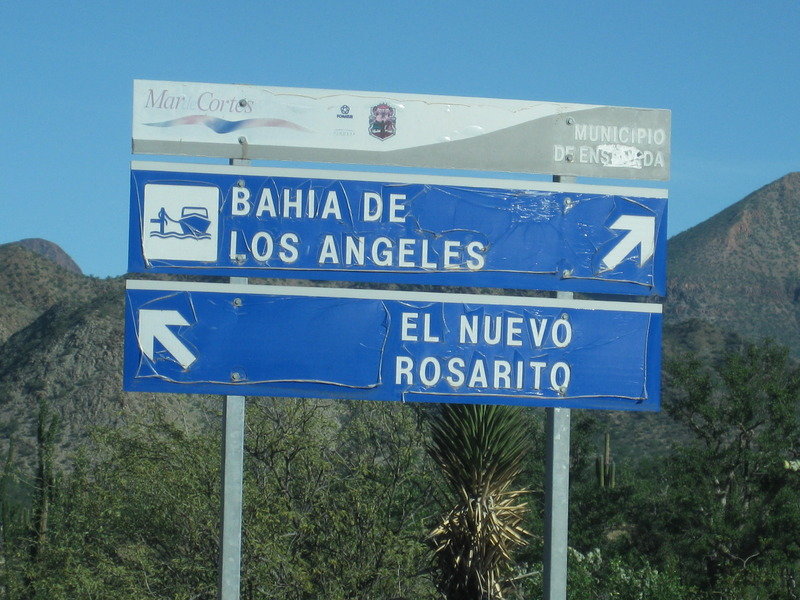 Mar de Cortés
MUNICIPIO
DE ENSENADA
BAHIA DE
LOS ANGELES
EL NUEVO
ROSARITO